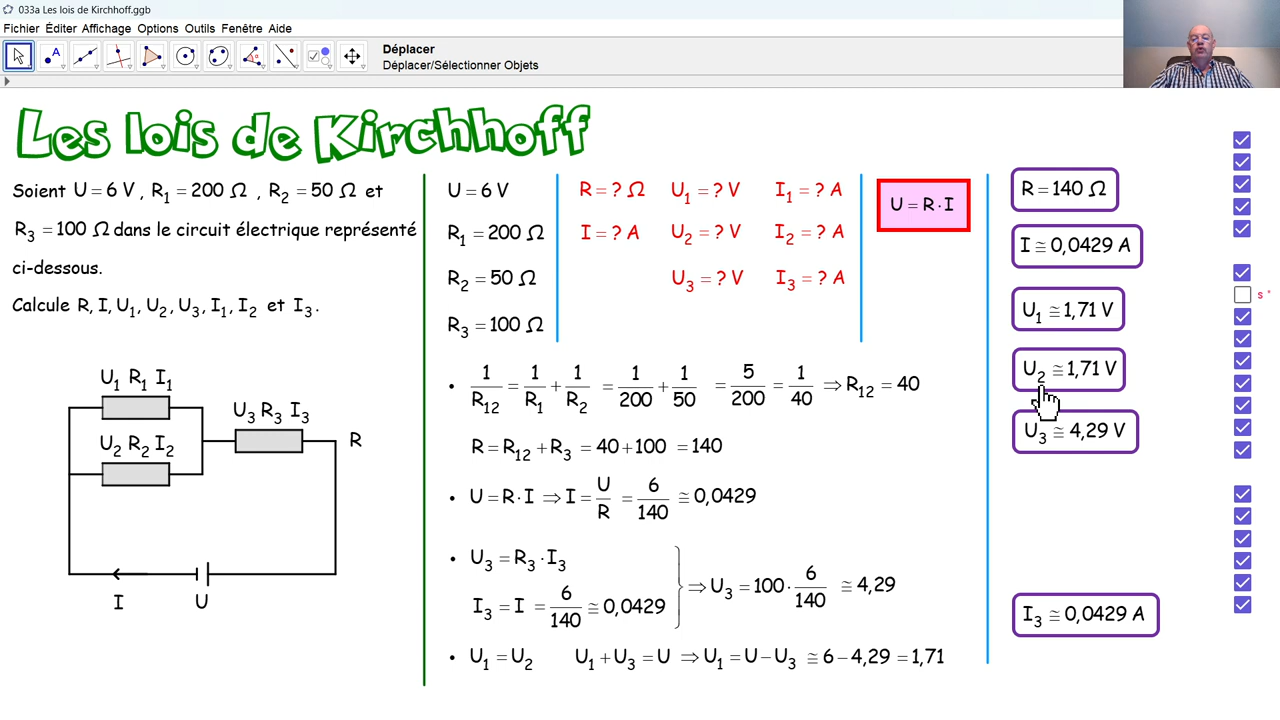 033a Les lois de Kirchhoff.ggb
Fichier Éditer Affichage Options Outils Fenêtre Aide
Déplacer
Déplacer/Sélectionner Objets
Les lois de Kirchhoff
Soient U = 6 V , R₁ = 200 Ω , R₂ = 50 Ω et
R₃ = 100 Ω dans le circuit électrique représenté
ci-dessous.
Calcule R, I, U₁, U₂, U₃, I₁, I₂ et I₃.
U₁ R₁ I₁
U₂ R₂ I₂
U₃ R₃ I₃
R
I
U
U = 6 V
R₁ = 200 Ω
R₂ = 50 Ω
R₃ = 100 Ω
R = ? Ω U₁ = ? V I₁ = ? A
I = ? A U₂ = ? V I₂ = ? A
U₃ = ? V I₃ = ? A
U = R · I
• 1/R₁₂ = 1/R₁ + 1/R₂ = 1/200 + 1/50 = 5/200 = 1/40 ⇒ R₁₂ = 40
R = R₁₂ + R₃ = 40 + 100 = 140
• U = R · I ⇒ I = U/R = 6/140 ≅ 0,0429
• U₃ = R₃ · I₃
I₃ = I = 6/140 ≅ 0,0429
} ⇒ U₃ = 100 · 6/140 ≅ 4,29
• U₁ = U₂ U₁ + U₃ = U ⇒ U₁ = U − U₃ ≅ 6 − 4,29 = 1,71
R = 140 Ω
I ≅ 0,0429 A
U₁ ≅ 1,71 V
U₂ ≅ 1,71 V
U₃ ≅ 4,29 V
I₃ ≅ 0,0429 A
s